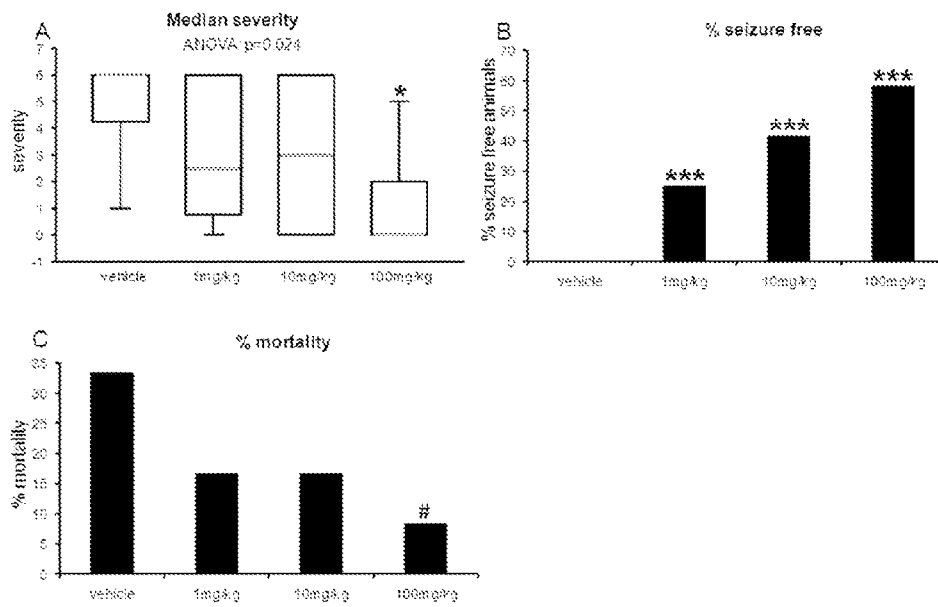 A
Median severity
ANOVA p=0.024
severity
7
6
5
4
3
2
1
0
-1
vehicle
1mg/kg
10mg/kg
100mg/kg
*
B
% seizure free
% seizure free animals
70
60
50
40
30
20
10
0
***
***
***
vehicle
1mg/kg
10mg/kg
100mg/kg
C
% mortality
% mortality
35
30
25
20
15
10
5
0
#
vehicle
1mg/kg
10mg/kg
100mg/kg